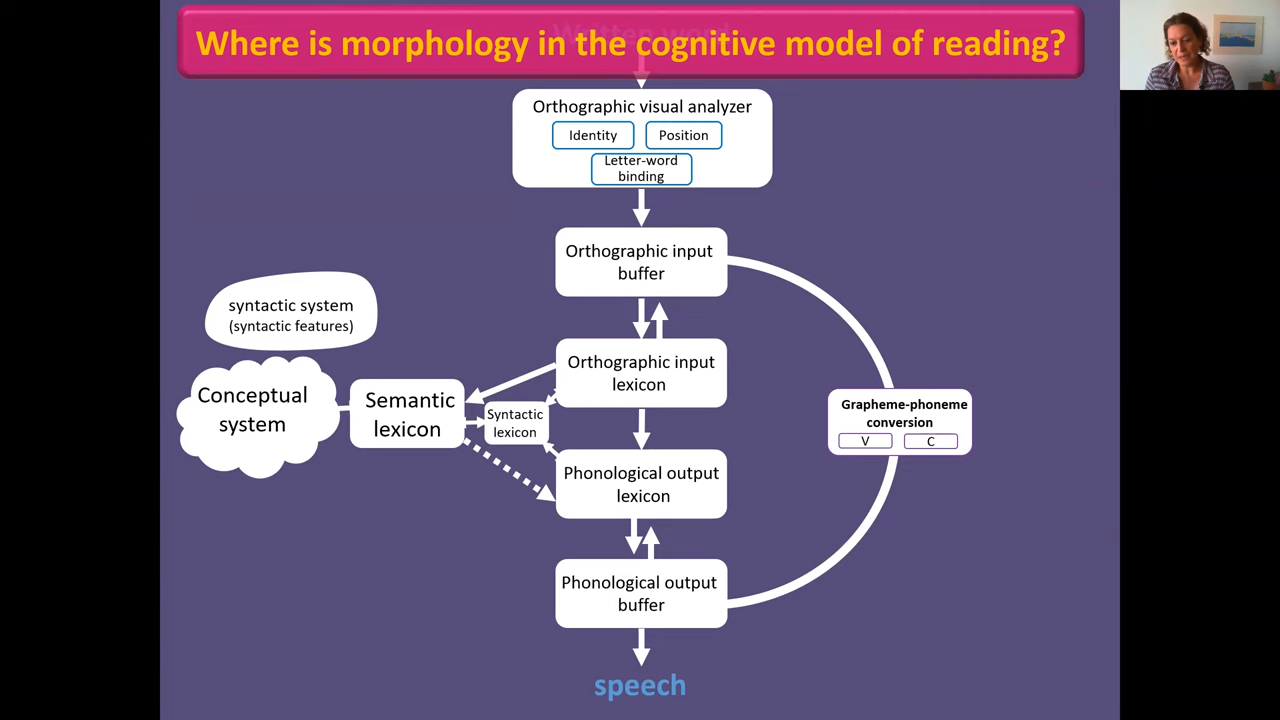 Where is morphology in the cognitive model of reading?
Orthographic visual analyzer
Identity
Position
Letter-word
binding
Orthographic input
buffer
syntactic system
(syntactic features)
Orthographic input
lexicon
Conceptual
system
Semantic
lexicon
Syntactic
lexicon
Grapheme-phoneme
conversion
V
C
Phonological output
lexicon
Phonological output
buffer
speech